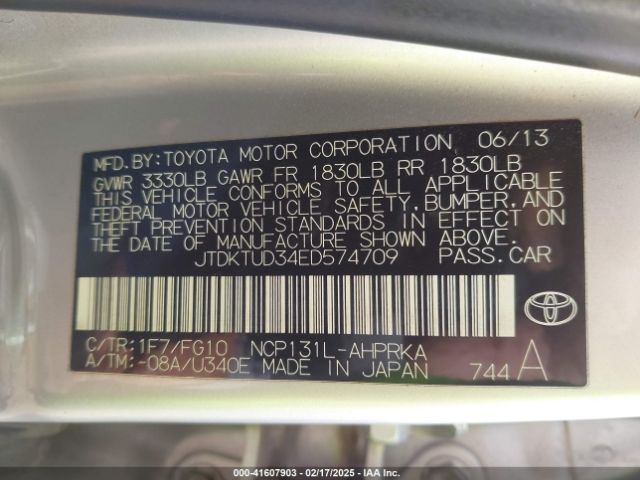 MFD. BY: TOYOTA MOTOR CORPORATION 06/13
GVWR 3330LB GAWR FR 1830LB RR 1830LB
THIS VEHICLE CONFORMS TO ALL APPLICABLE
FEDERAL MOTOR VEHICLE SAFETY, BUMPER, AND
THEFT PREVENTION STANDARDS IN EFFECT ON
THE DATE OF MANUFACTURE SHOWN ABOVE.
JTDKTUD34ED574709 PASS. CAR
C/TR: 1F7/FG10 NCP131L-AHPRKA
A/TM: -08A/U340E MADE IN JAPAN 744 A
000-41607903 - 02/17/2025 - IAA Inc.